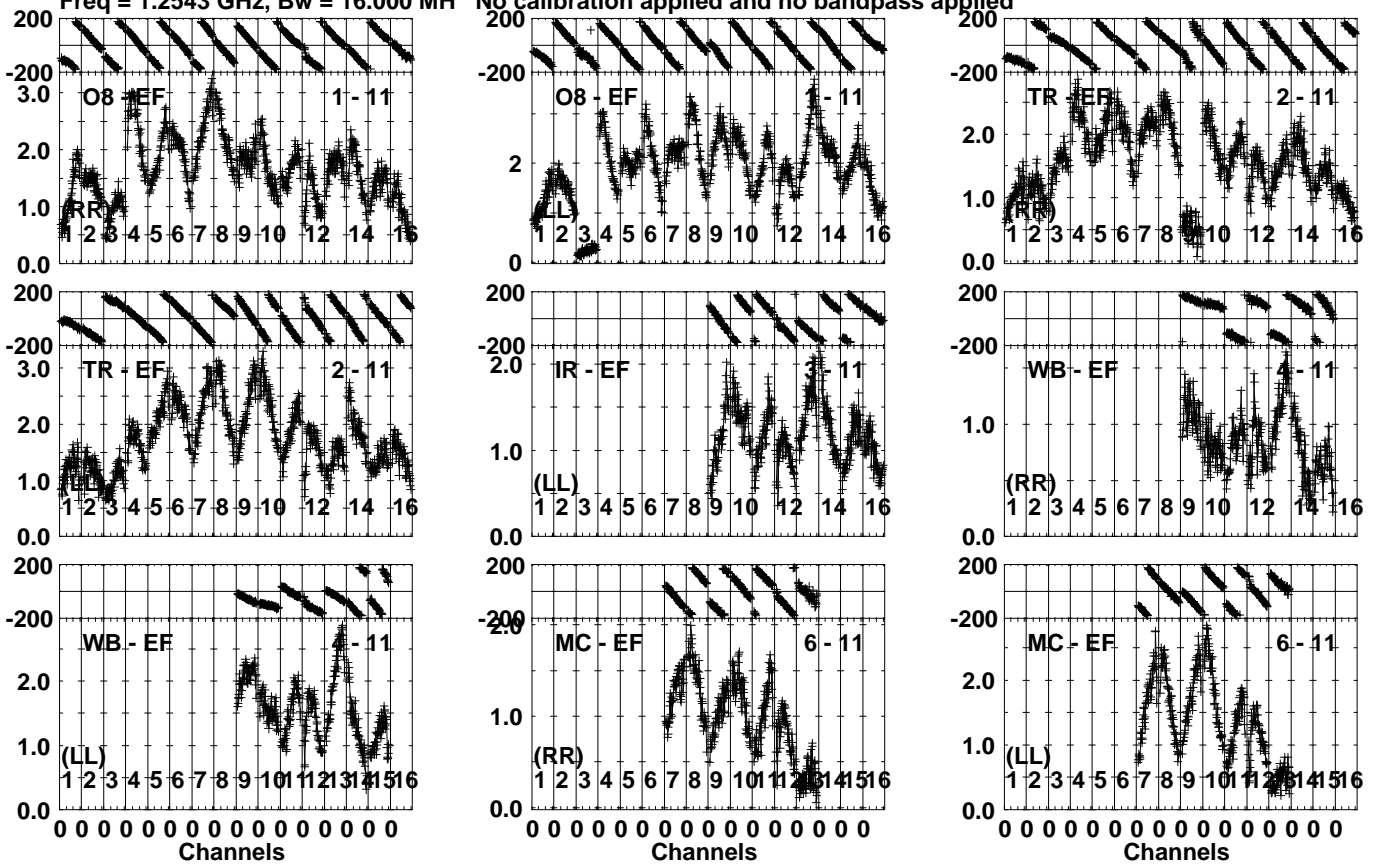 Freq = 1.2543 GHz, Bw = 16.000 MH No calibration applied and no bandpass applied
200 200 200
-200 -200 -200
3.0 O8 - EF 1 - 11 O8 - EF 1 - 11 TR - EF 2 - 11
2.0 2 2.0
1.0 (RR) (LL) 1.0 (RR)
1 2 3 4 5 6 7 8 9 10 12 14 16 1 2 3 4 5 6 7 8 9 10 12 14 16 1 2 3 4 5 6 7 8 9 10 12 14 16
0.0 0 0.0
200 200 200
-200 -200 -200
3.0 TR - EF 2 - 11 2.0 IR - EF 3 - 11 WB - EF 4 - 11
2.0 1.0 1.0
1.0 (LL) (LL) (RR)
1 2 3 4 5 6 7 8 9 10 12 14 16 1 2 3 4 5 6 7 8 9 10 12 14 16 1 2 3 4 5 6 7 8 9 10 12 14 16
0.0 0.0 0.0
200 200 200
-200 -200 -200
WB - EF 4 - 11 2.0 MC - EF 6 - 11 MC - EF 6 - 11
2.0 1.0 2.0
1.0 (LL) (RR) 1.0 (LL)
1 2 3 4 5 6 7 8 9 10 11 12 13 14 15 16 1 2 3 4 5 6 7 8 9 10 11 12 13 14 15 16 1 2 3 4 5 6 7 8 9 10 11 12 13 14 15 16
0.0 0.0 0.0
0 0 0 0 0 0 0 0 0 0 0 0 0 0 0 0 0 0 0 0 0 0 0 0 0 0 0 0 0 0 0 0 0 0 0 0 0 0 0 0 0 0 0 0 0 0 0 0
Channels Channels Channels